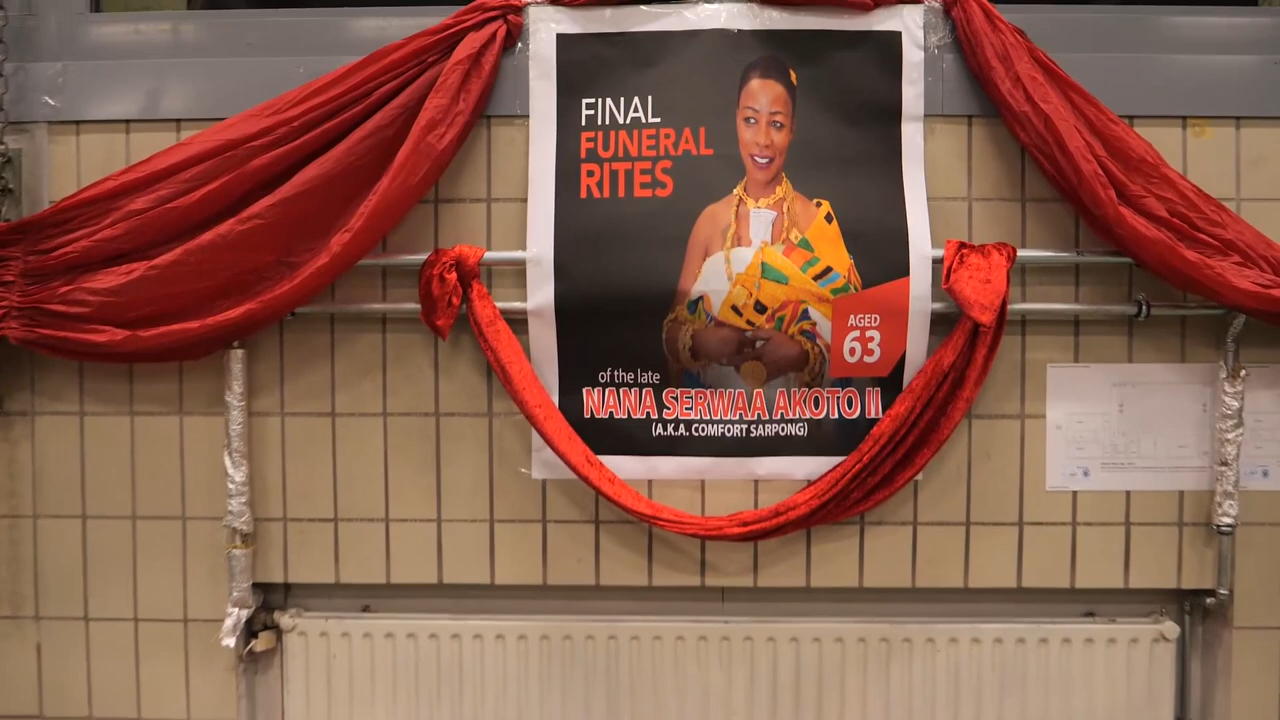 FINAL
FUNERAL
RITES
AGED
63
of the late
NANA SERWAA AKOTO II
(A.K.A. COMFORT SARPONG)